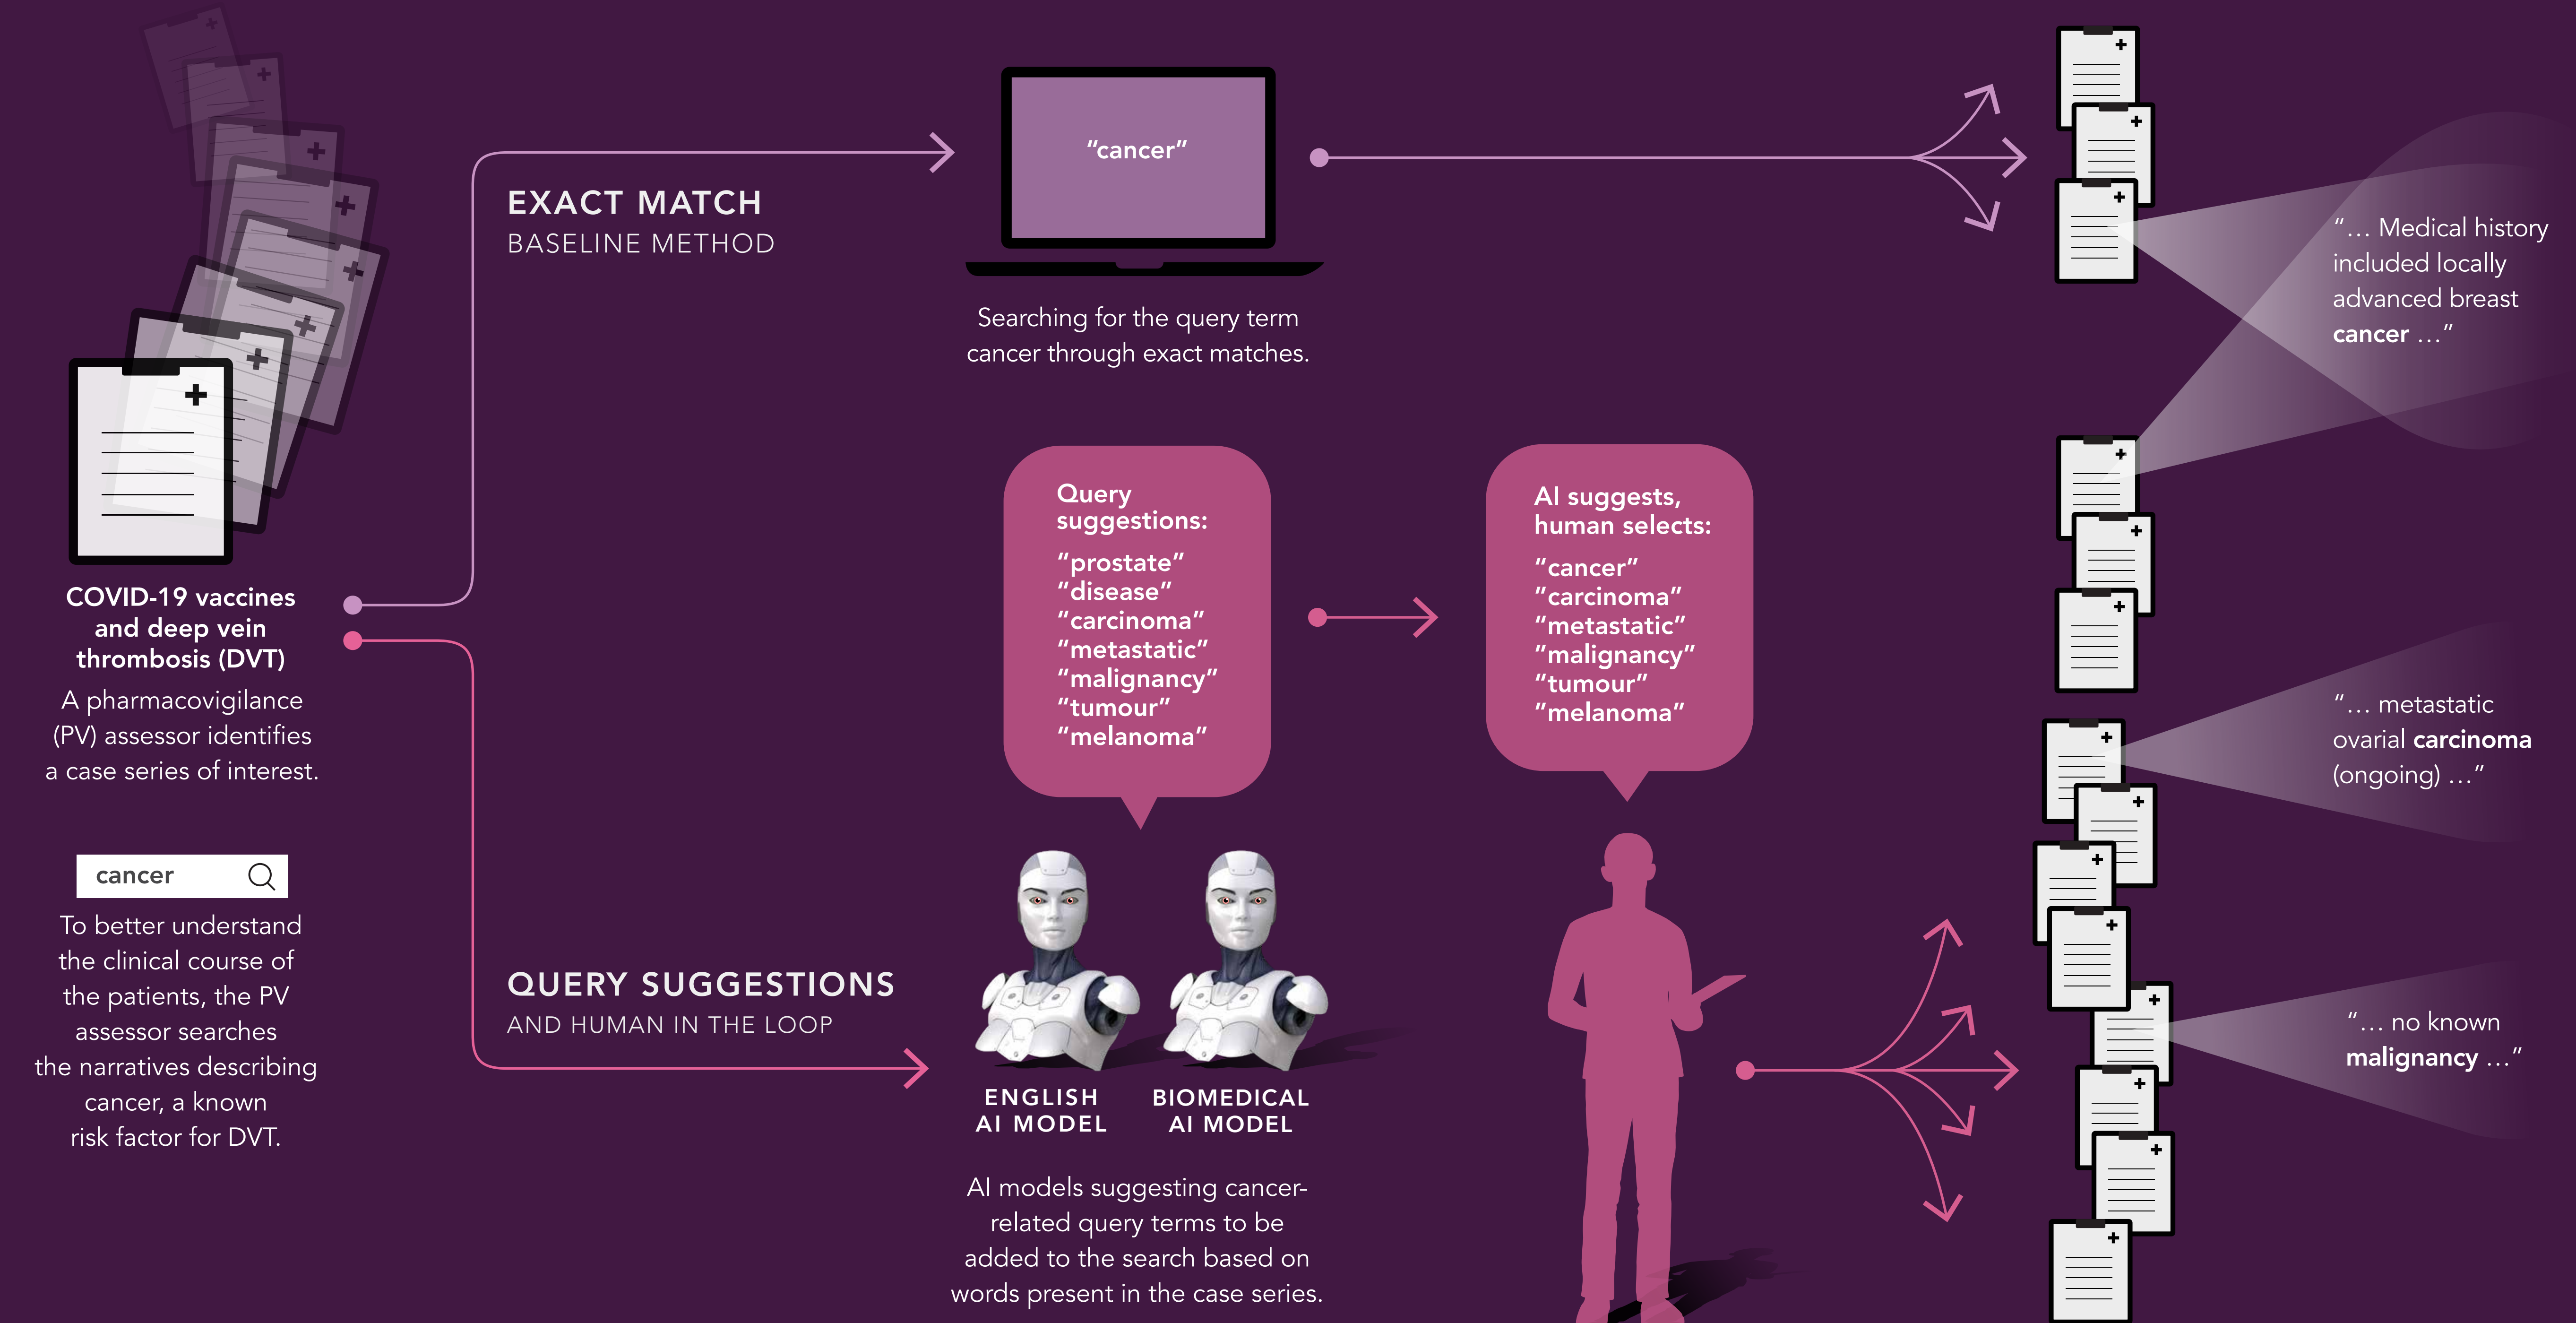 COVID-19 vaccines
and deep vein
thrombosis (DVT)
A pharmacovigilance
(PV) assessor identifies
a case series of interest.
cancer
To better understand
the clinical course of
the patients, the PV
assessor searches
the narratives describing
cancer, a known
risk factor for DVT.
EXACT MATCH
BASELINE METHOD
“cancer”
Searching for the query term
cancer through exact matches.
QUERY SUGGESTIONS
AND HUMAN IN THE LOOP
Query
suggestions:
“prostate”
“disease”
“carcinoma”
“metastatic”
“malignancy”
“tumour”
“melanoma”
ENGLISH
AI MODEL
BIOMEDICAL
AI MODEL
AI models suggesting cancer-
related query terms to be
added to the search based on
words present in the case series.
AI suggests,
human selects:
“cancer”
“carcinoma”
“metastatic”
“malignancy”
“tumour”
“melanoma”
“… Medical history
included locally
advanced breast
cancer …”
“… metastatic
ovarial carcinoma
(ongoing) …”
“… no known
malignancy …”